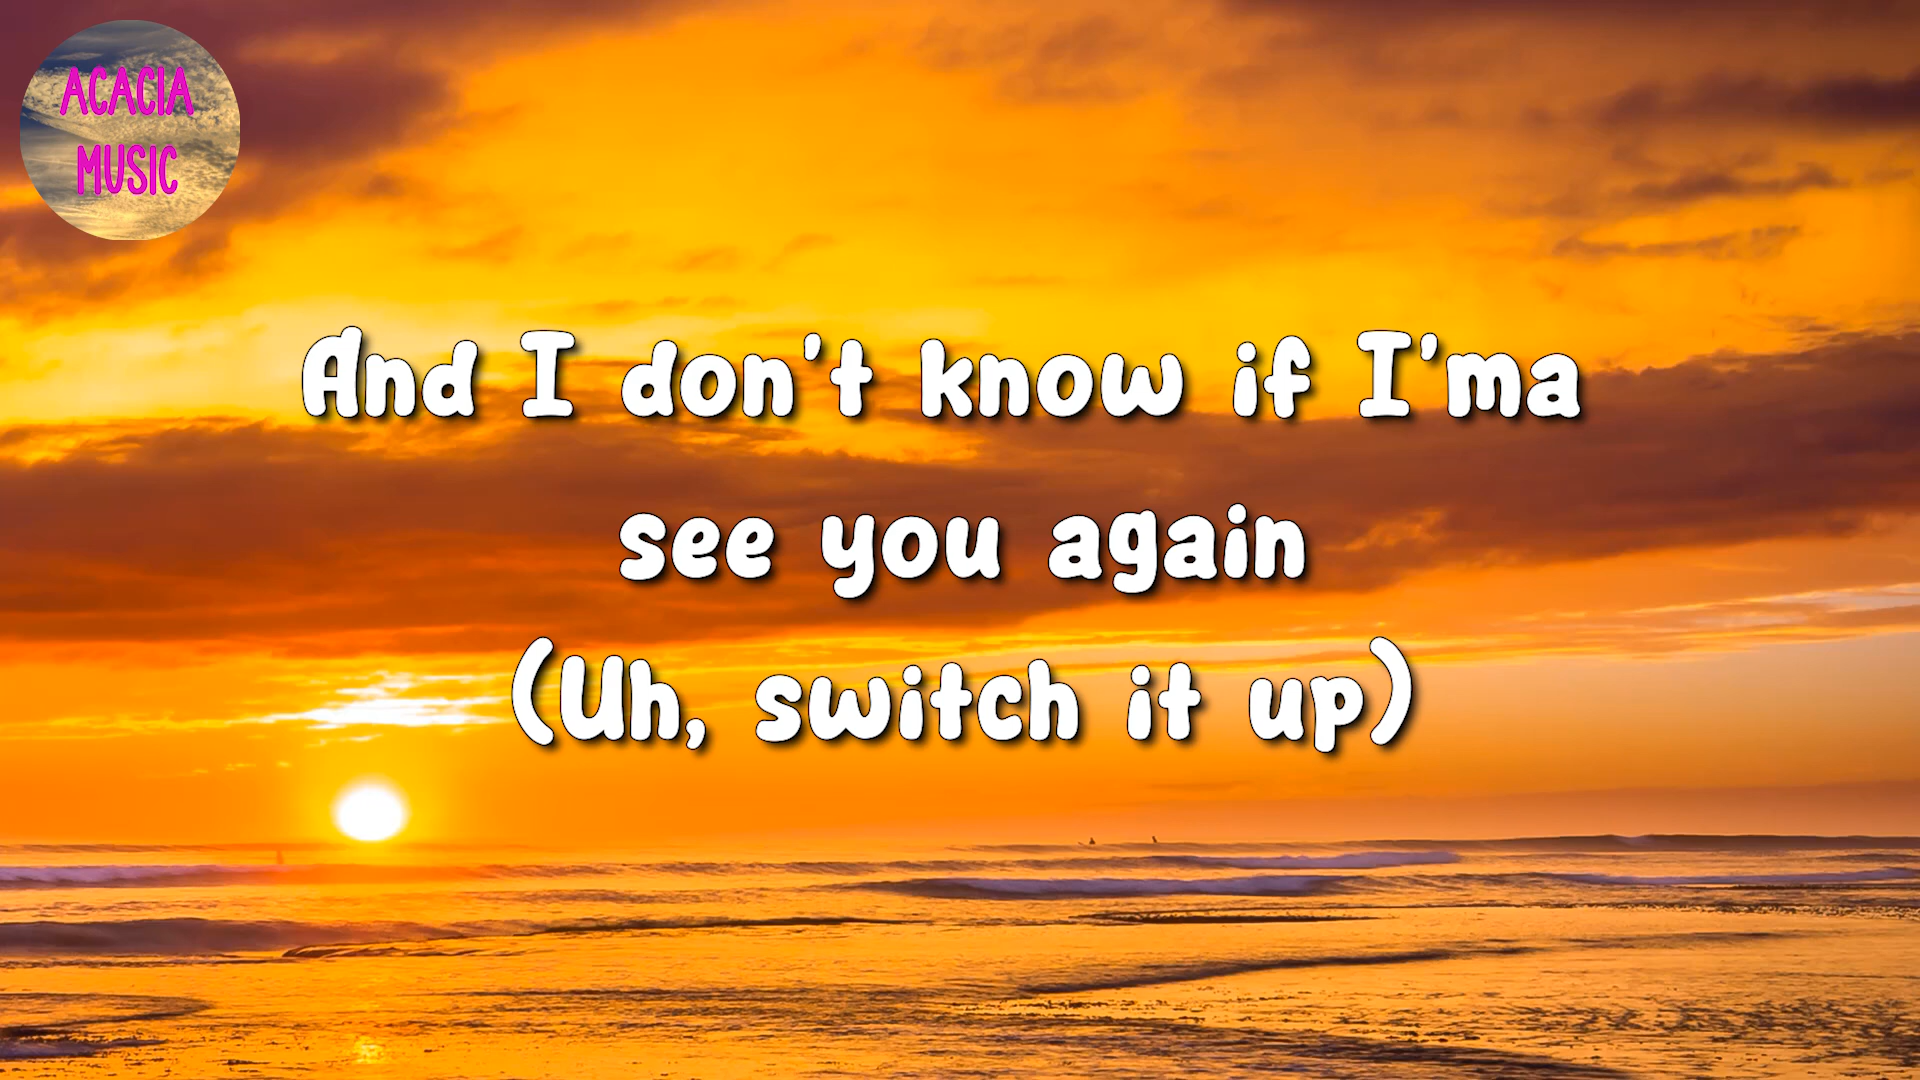 ACACIA
MUSIC
And I don't know if I'ma
see you again
(Uh, switch it up)